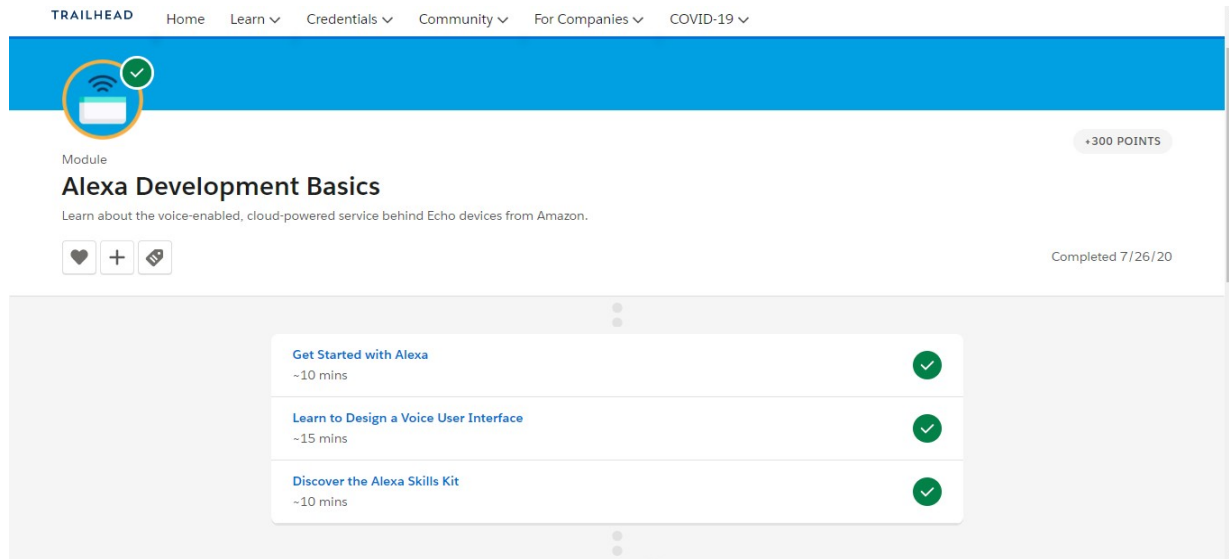 TRAILHEAD Home Learn Credentials Community For Companies COVID-19
+300 POINTS
Module
Alexa Development Basics
Learn about the voice-enabled, cloud-powered service behind Echo devices from Amazon.
Completed 7/26/20
Get Started with Alexa
~10 mins
Learn to Design a Voice User Interface
~15 mins
Discover the Alexa Skills Kit
~10 mins